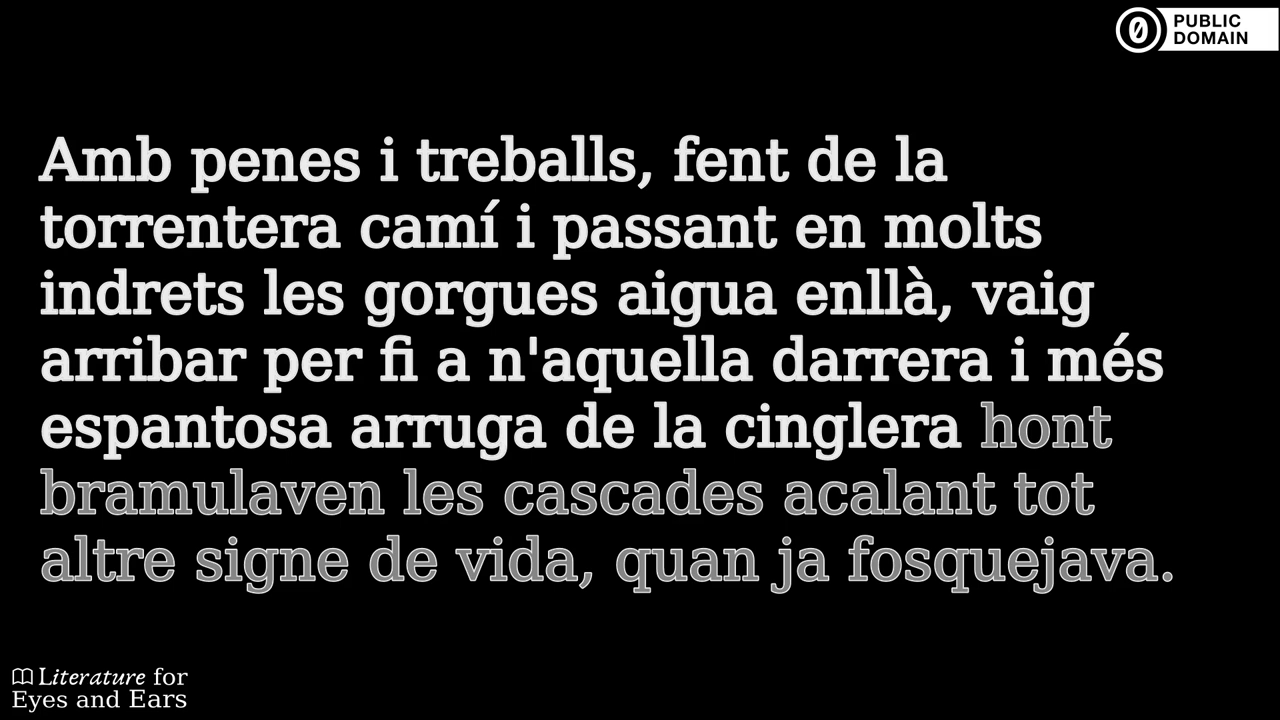 PUBLIC
DOMAIN
Amb penes i treballs, fent de la
torrentera camí i passant en molts
indrets les gorgues aigua enllà, vaig
arribar per fi a n'aquella darrera i més
espantosa arruga de la cinglera hont
bramulaven les cascades acalant tot
altre signe de vida, quan ja fosquejava.
Literature for
Eyes and Ears